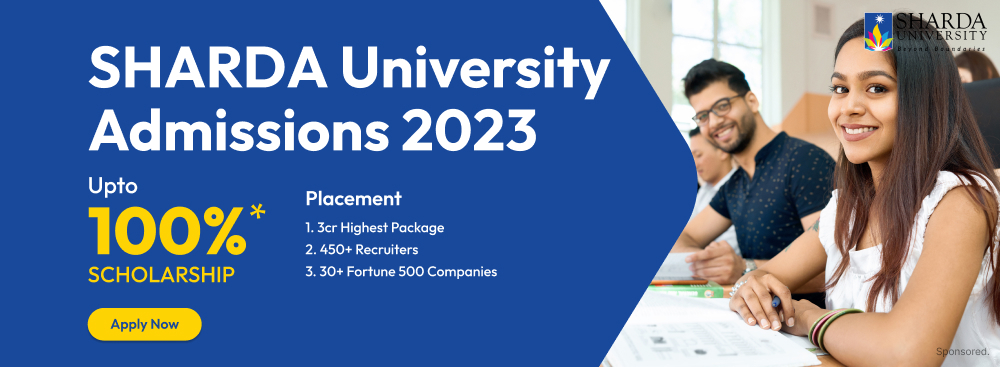 SHARDA University
Admissions 2023
Upto
100%*
SCHOLARSHIP
Placement
1. 3cr Highest Package
2. 450+ Recruiters
3. 30+ Fortune 500 Companies
Apply Now
SHARDA
UNIVERSITY
Beyond Boundaries
Sponsored.